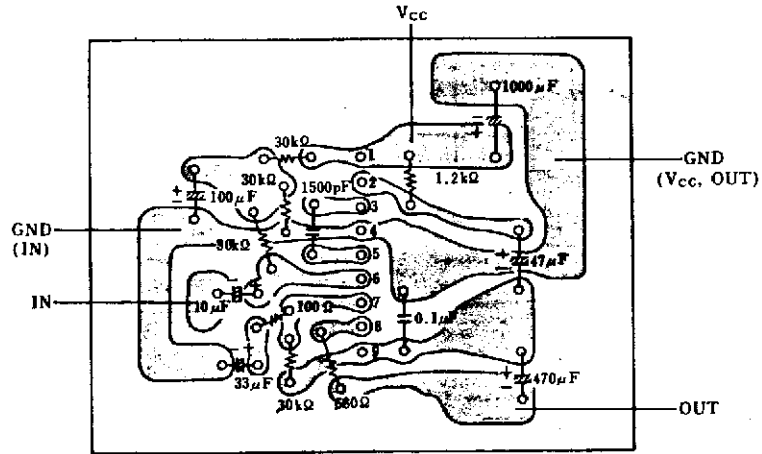 Vcc
1000μF
30kΩ
1
GND
(Vcc, OUT)
30kΩ
1500pF
2
1.2kΩ
100μF
3
GND
(IN)
4
30kΩ
5
47μF
6
IN
10μF
100Ω
7
8
0.1μF
9
33μF
30kΩ
560Ω
470μF
OUT